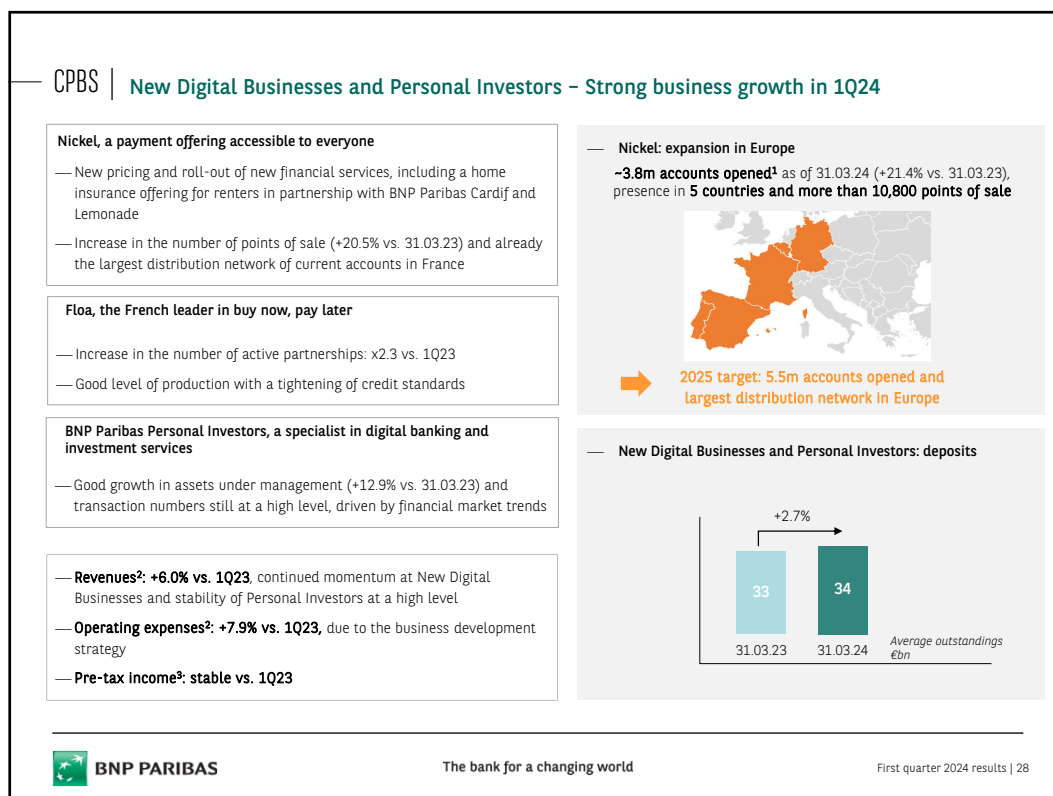 CPBS
New Digital Businesses and Personal Investors – Strong business growth in 1Q24
Nickel, a payment offering accessible to everyone
— New pricing and roll-out of new financial services, including a home
insurance offering for renters in partnership with BNP Paribas Cardif and
Lemonade
— Increase in the number of points of sale (+20.5% vs. 31.03.23) and already
the largest distribution network of current accounts in France
Floa, the French leader in buy now, pay later
— Increase in the number of active partnerships: x2.3 vs. 1Q23
— Good level of production with a tightening of credit standards
BNP Paribas Personal Investors, a specialist in digital banking and
investment services
— Good growth in assets under management (+12.9% vs. 31.03.23) and
transaction numbers still at a high level, driven by financial market trends
— Revenues²: +6.0% vs. 1Q23, continued momentum at New Digital
Businesses and stability of Personal Investors at a high level
— Operating expenses²: +7.9% vs. 1Q23, due to the business development
strategy
— Pre-tax income³: stable vs. 1Q23
— Nickel: expansion in Europe
~3.8m accounts opened¹ as of 31.03.24 (+21.4% vs. 31.03.23),
presence in 5 countries and more than 10,800 points of sale
2025 target: 5.5m accounts opened and
largest distribution network in Europe
— New Digital Businesses and Personal Investors: deposits
+2.7%
33
34
31.03.23
31.03.24
Average outstandings
€bn
BNP PARIBAS
The bank for a changing world
First quarter 2024 results | 28